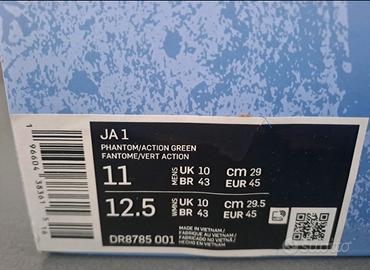 JA 1
PHANTOM/ACTION GREEN
FANTOME/VERT ACTION
11 MENS UK 10 cm 29
BR 43 EUR 45
12.5 WMNS UK 10 cm 29.5
BR 43 EUR 45
DR8785 001
MADE IN VIETNAM/
FABRIQUE AU VIETNAM/
FABRICADO NO VIETNAM/
HECHO EN VIETNAM